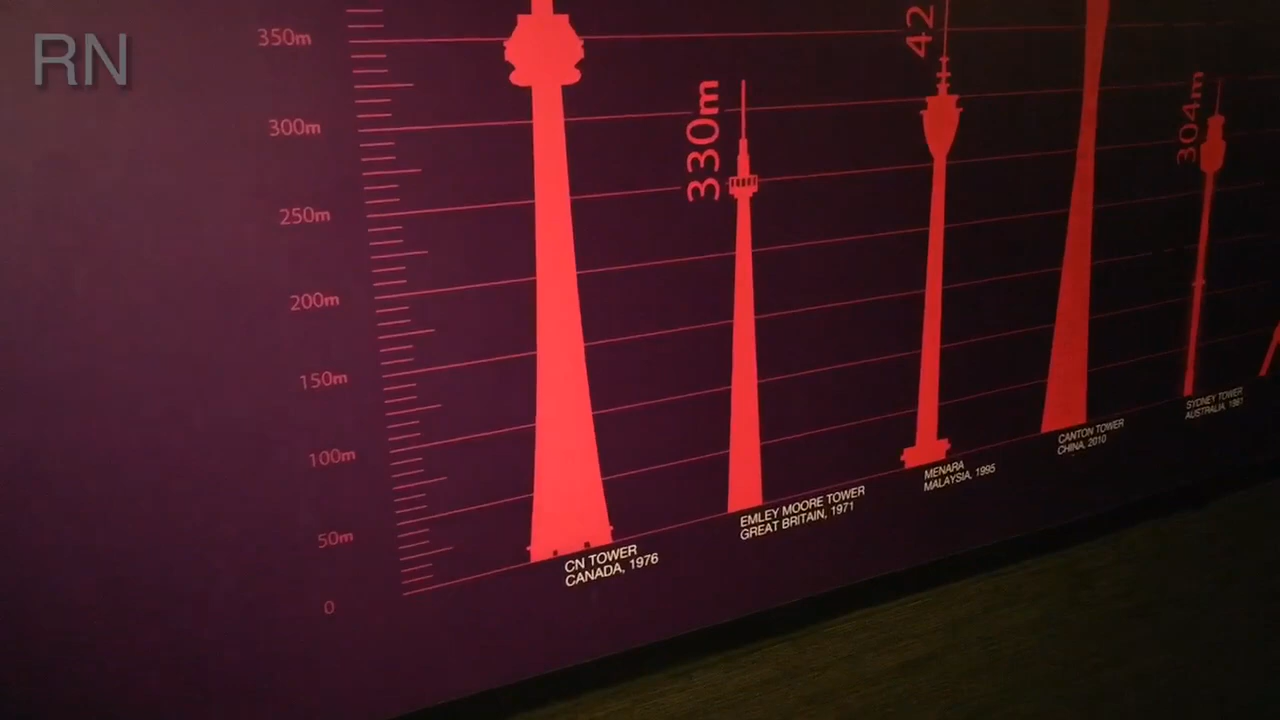 RN
350m
300m
250m
200m
150m
100m
50m
0
330m
42
304m
CN TOWER
CANADA, 1976
EMLEY MOORE TOWER
GREAT BRITAIN, 1971
MENARA
MALAYSIA, 1995
CANTON TOWER
CHINA, 2010
SYDNEY TOWER
AUSTRALIA, 1981